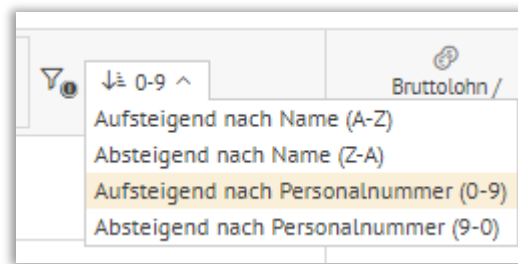 0-9
Bruttolohn /
Aufsteigend nach Name (A-Z)
Absteigend nach Name (Z-A)
Aufsteigend nach Personalnummer (0-9)
Absteigend nach Personalnummer (9-0)